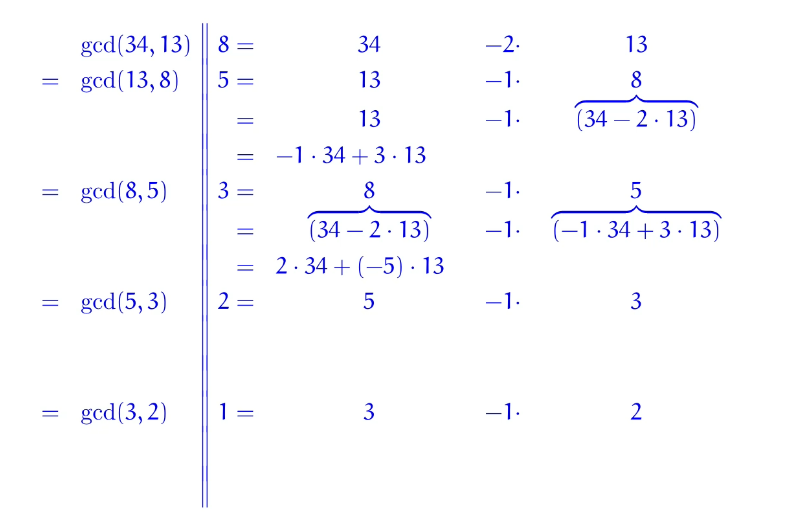 gcd(34, 13) 8 = 34 −2· 13
= gcd(13, 8) 5 = 13 −1· 8
= 13 −1· (34 − 2 · 13)
= −1 · 34 + 3 · 13
= gcd(8, 5) 3 = 8 −1· 5
= (34 − 2 · 13) −1· (−1 · 34 + 3 · 13)
= 2 · 34 + (−5) · 13
= gcd(5, 3) 2 = 5 −1· 3
= gcd(3, 2) 1 = 3 −1· 2